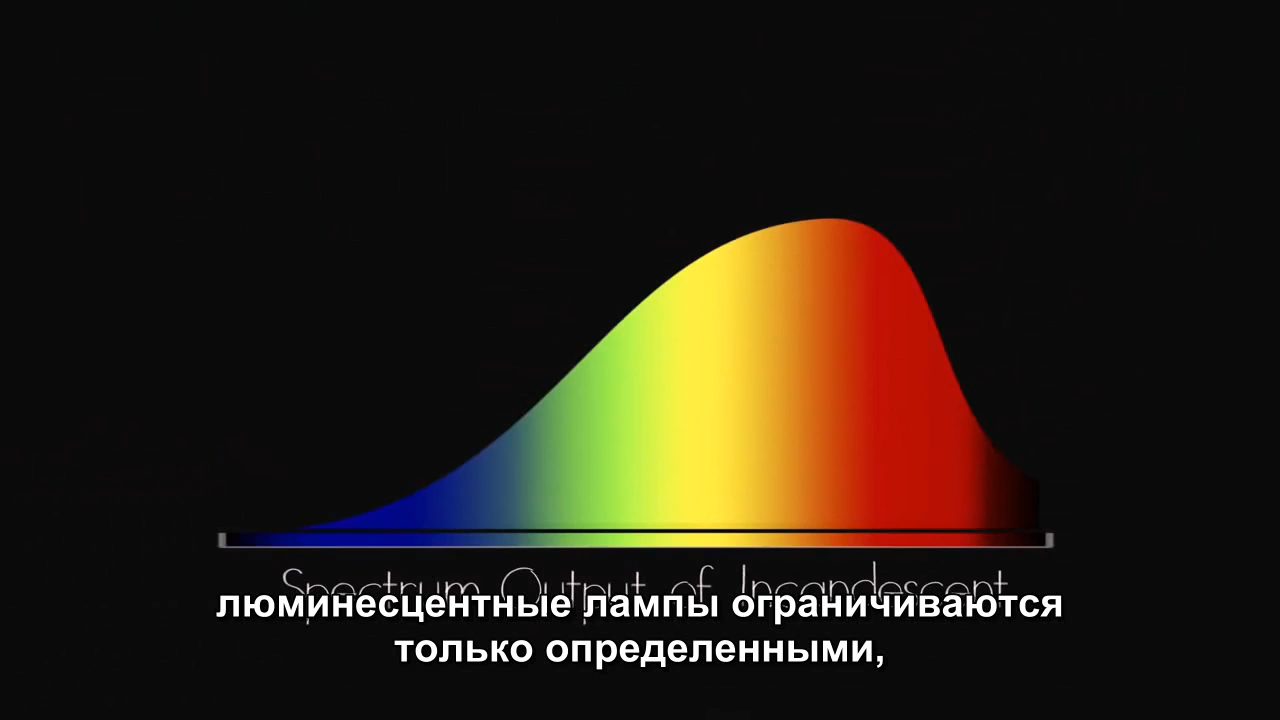 Spectrum Output of Incandescent
люминесцентные лампы ограничиваются
только определенными,